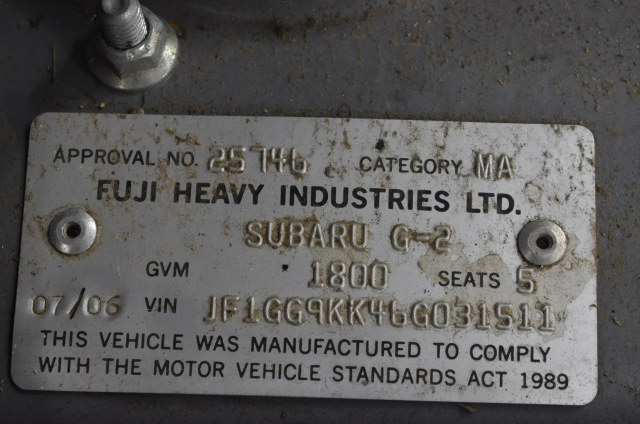 APPROVAL NO. 25746 CATEGORY MA
FUJI HEAVY INDUSTRIES LTD.
SUBARU G-2
GVM 1800 SEATS 5
07/06 VIN JF1GG9KK46G031511
THIS VEHICLE WAS MANUFACTURED TO COMPLY
WITH THE MOTOR VEHICLE STANDARDS ACT 1989